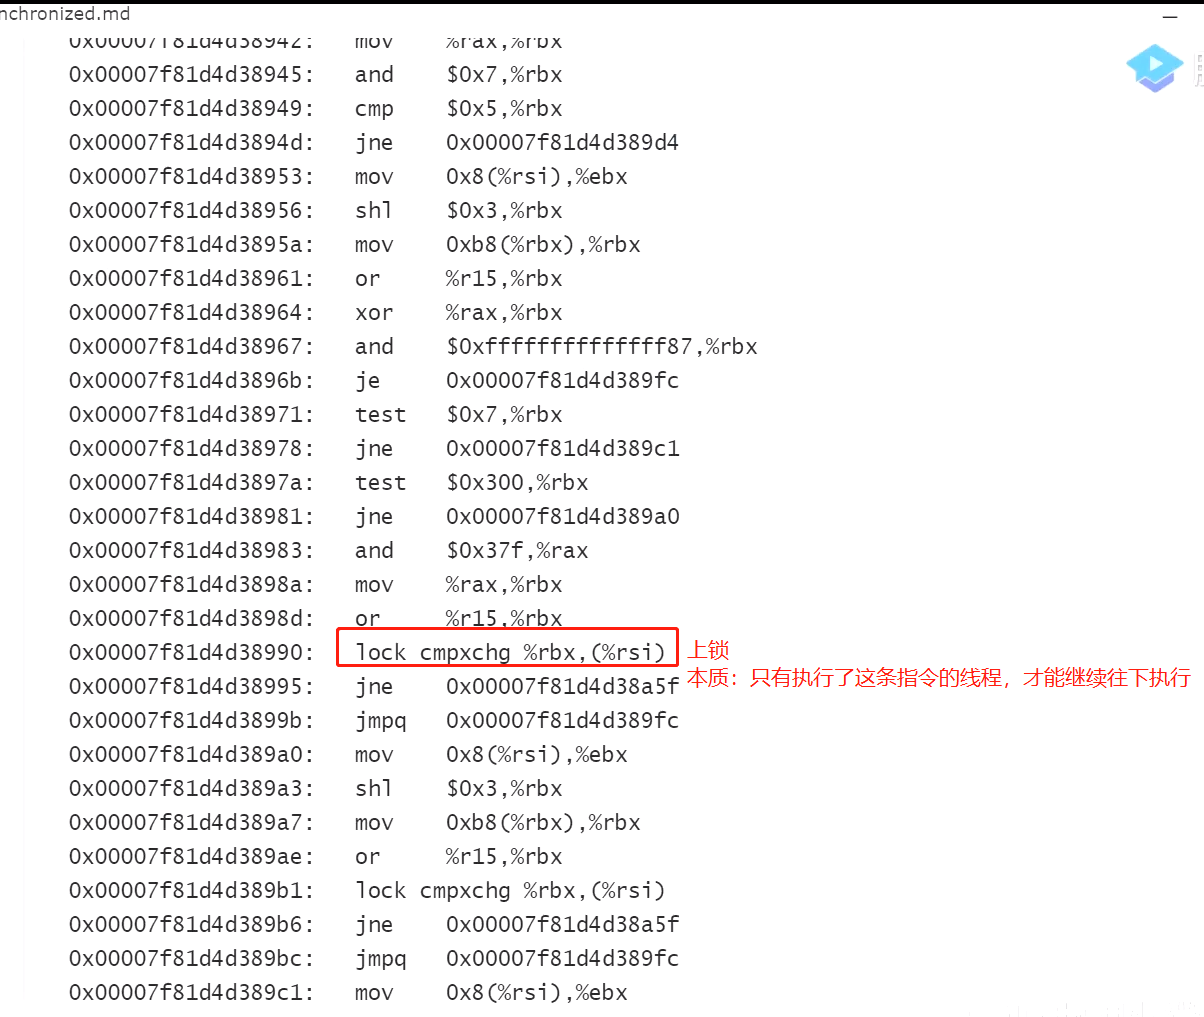 nchronized.md
0x00007f81d4d38942: mov %rax,%rbx
0x00007f81d4d38945: and $0x7,%rbx
0x00007f81d4d38949: cmp $0x5,%rbx
0x00007f81d4d3894d: jne 0x00007f81d4d389d4
0x00007f81d4d38953: mov 0x8(%rsi),%ebx
0x00007f81d4d38956: shl $0x3,%rbx
0x00007f81d4d3895a: mov 0xb8(%rbx),%rbx
0x00007f81d4d38961: or %r15,%rbx
0x00007f81d4d38964: xor %rax,%rbx
0x00007f81d4d38967: and $0xffffffffffffff87,%rbx
0x00007f81d4d3896b: je 0x00007f81d4d389fc
0x00007f81d4d38971: test $0x7,%rbx
0x00007f81d4d38978: jne 0x00007f81d4d389c1
0x00007f81d4d3897a: test $0x300,%rbx
0x00007f81d4d38981: jne 0x00007f81d4d389a0
0x00007f81d4d38983: and $0x37f,%rax
0x00007f81d4d3898a: mov %rax,%rbx
0x00007f81d4d3898d: or %r15,%rbx
0x00007f81d4d38990: lock cmpxchg %rbx,(%rsi) 上锁
0x00007f81d4d38995: jne 0x00007f81d4d38a5f 本质：只有执行了这条指令的线程，才能继续往下执行
0x00007f81d4d3899b: jmpq 0x00007f81d4d389fc
0x00007f81d4d389a0: mov 0x8(%rsi),%ebx
0x00007f81d4d389a3: shl $0x3,%rbx
0x00007f81d4d389a7: mov 0xb8(%rbx),%rbx
0x00007f81d4d389ae: or %r15,%rbx
0x00007f81d4d389b1: lock cmpxchg %rbx,(%rsi)
0x00007f81d4d389b6: jne 0x00007f81d4d38a5f
0x00007f81d4d389bc: jmpq 0x00007f81d4d389fc
0x00007f81d4d389c1: mov 0x8(%rsi),%ebx